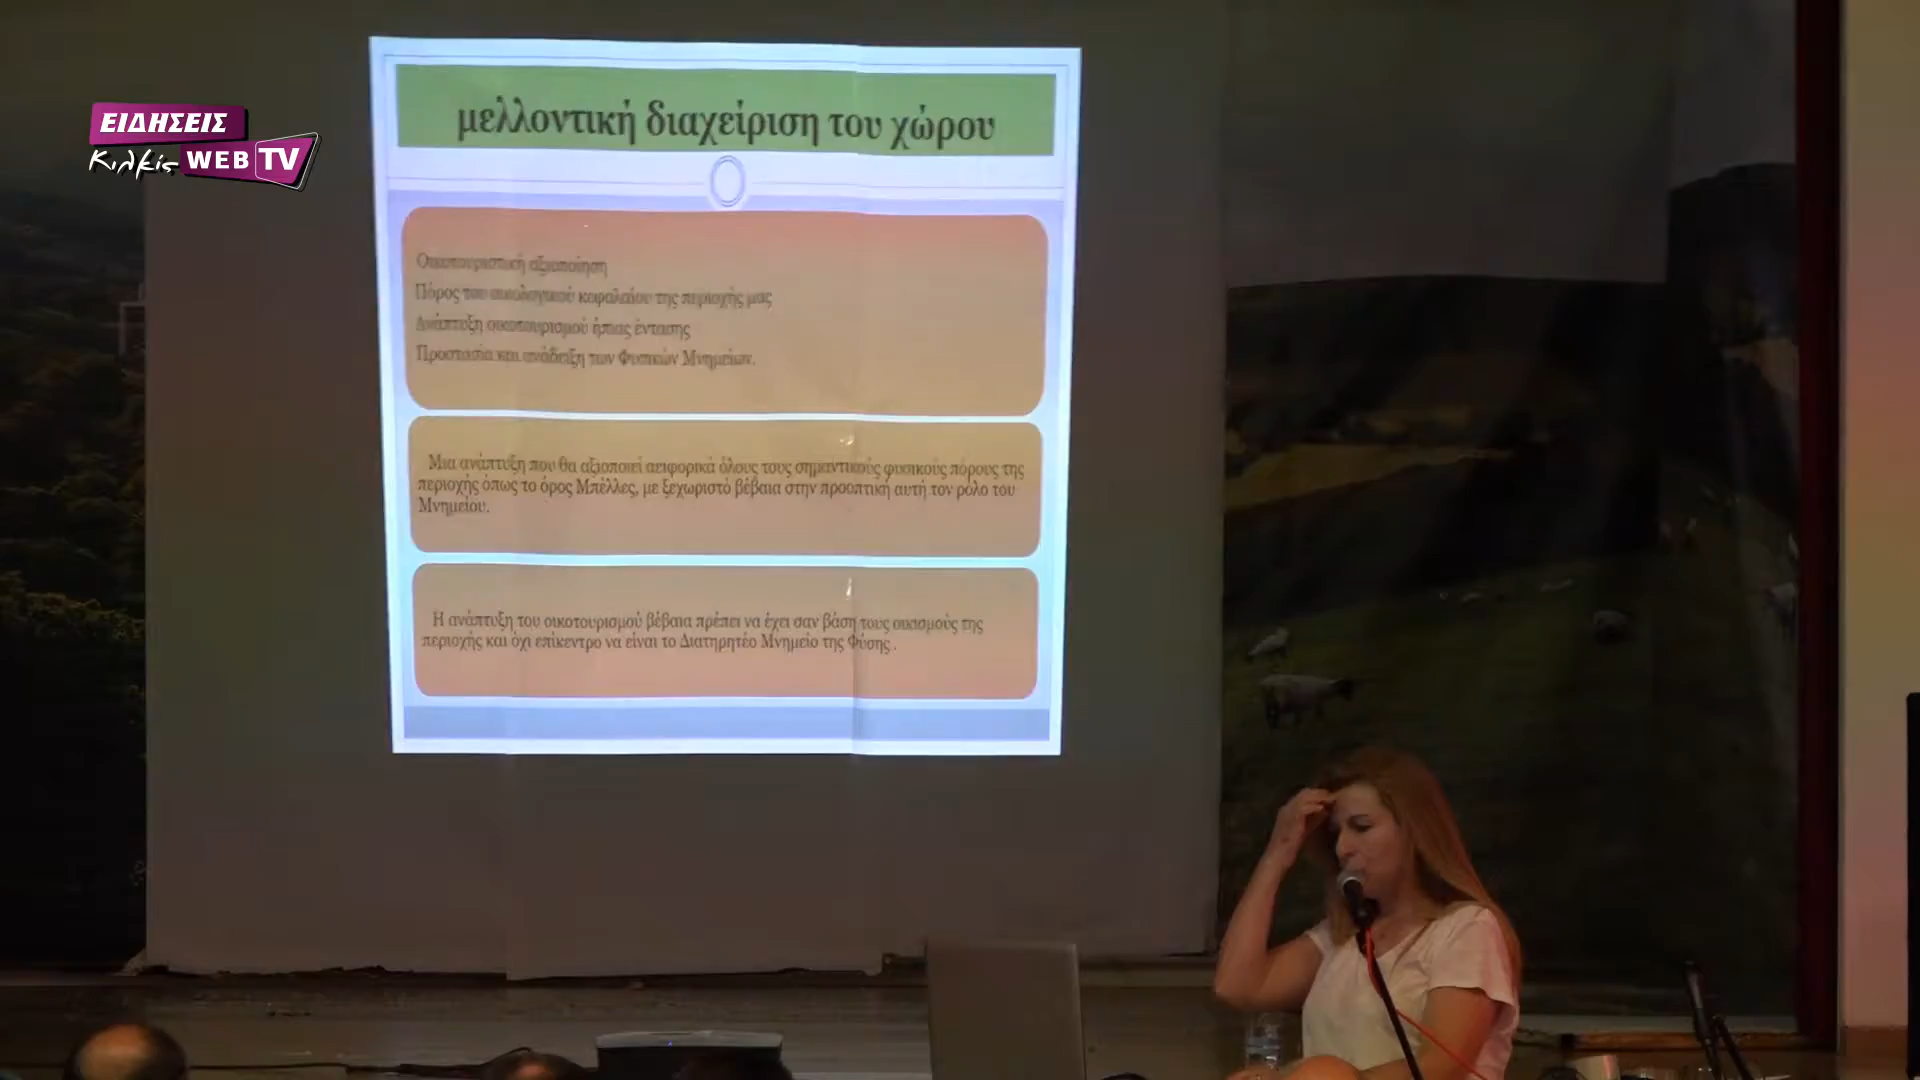 ΕΙΔΗΣΕΙΣ
Κιλκίς WEB TV
μελλοντική διαχείριση του χώρου
Οικοτουριστική αξιοποίηση
Πόρος του οικολογικού κεφαλαίου της περιοχής μας
Ανάπτυξη οικοτουρισμού ήπιας έντασης
Προστασία και ανάδειξη των Φυσικών Μνημείων.
Μια ανάπτυξη που θα αξιοποιεί αειφορικά όλους τους σημαντικούς φυσικούς πόρους της
περιοχής όπως το όρος Μπέλλες, με ξεχωριστό βέβαια στην προοπτική αυτή τον ρόλο του
Μνημείου.
Η ανάπτυξη του οικοτουρισμού βέβαια πρέπει να έχει σαν βάση τους οικισμούς της
περιοχής και όχι επίκεντρο να είναι το Διατηρητέο Μνημείο της Φύσης .